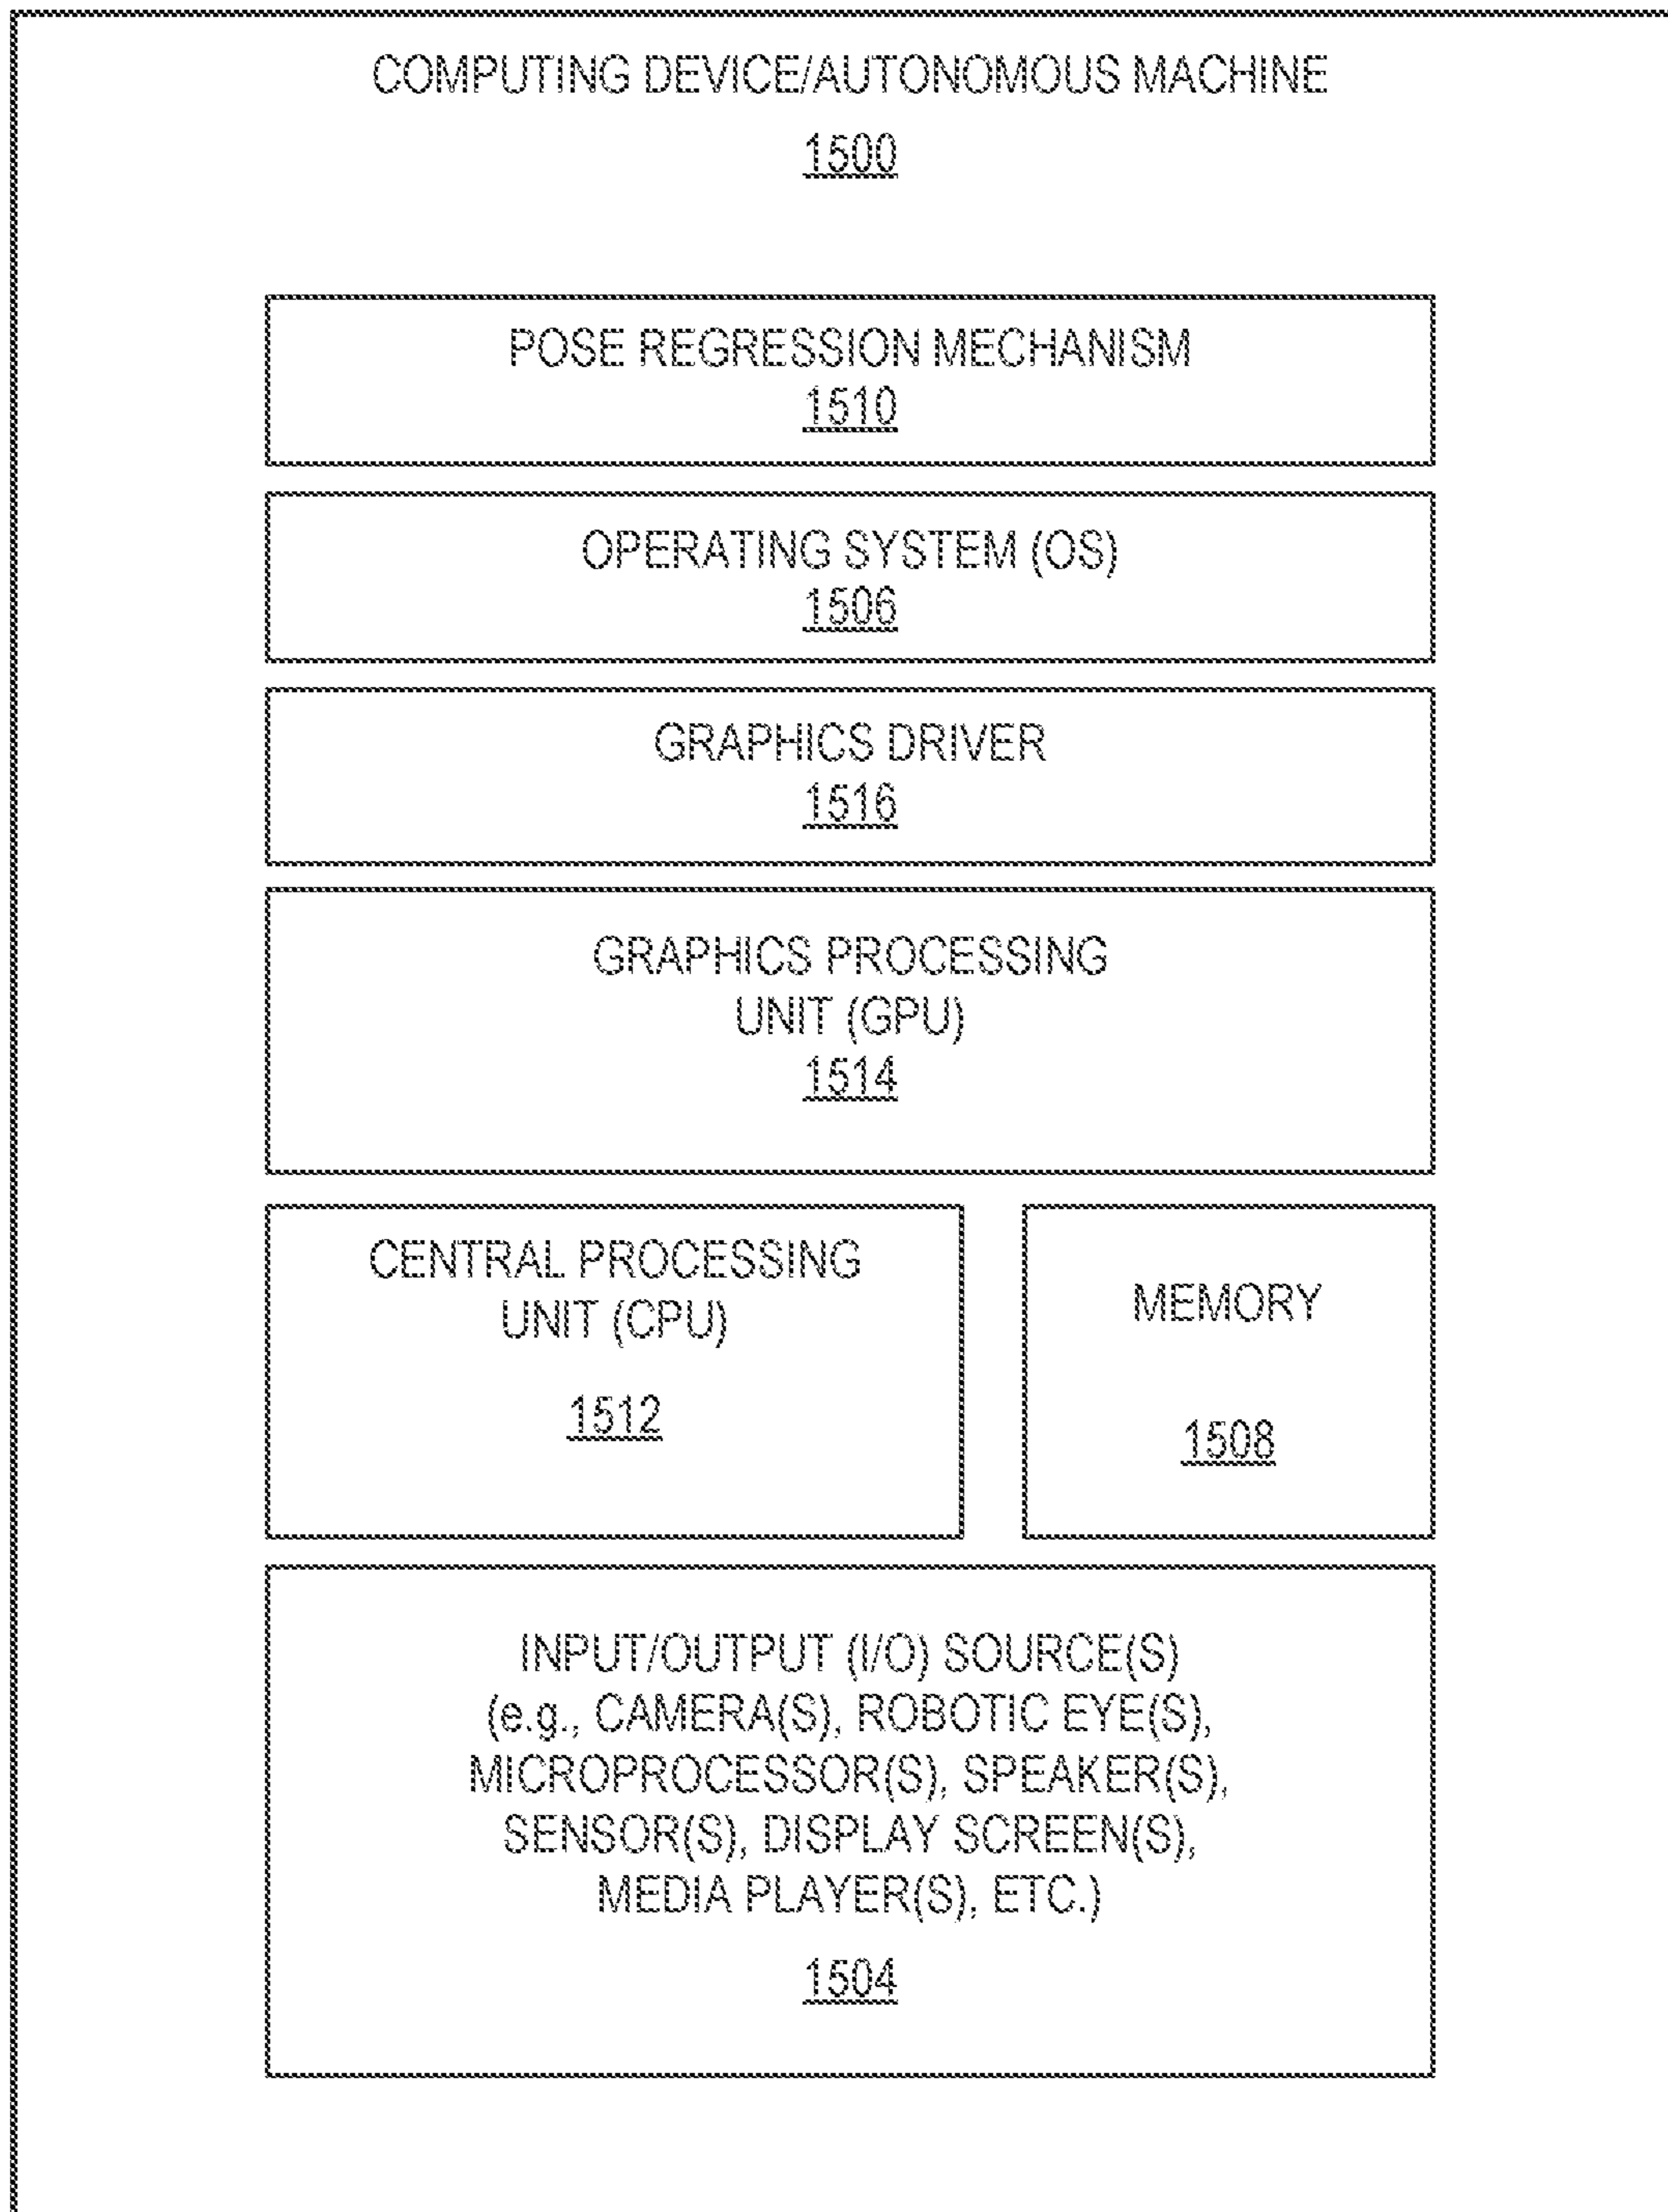 COMPUTING DEVICE/AUTONOMOUS MACHINE
1500
POSE REGRESSION MECHANISM
1510
OPERATING SYSTEM (OS)
1506
GRAPHICS DRIVER
1516
GRAPHICS PROCESSING
UNIT (GPU)
1514
CENTRAL PROCESSING
UNIT (CPU)
1512
MEMORY
1508
INPUT/OUTPUT (I/O) SOURCE(S)
(e.g., CAMERA(S), ROBOTIC EYE(S),
MICROPROCESSOR(S), SPEAKER(S),
SENSOR(S), DISPLAY SCREEN(S),
MEDIA PLAYER(S), ETC.)
1504